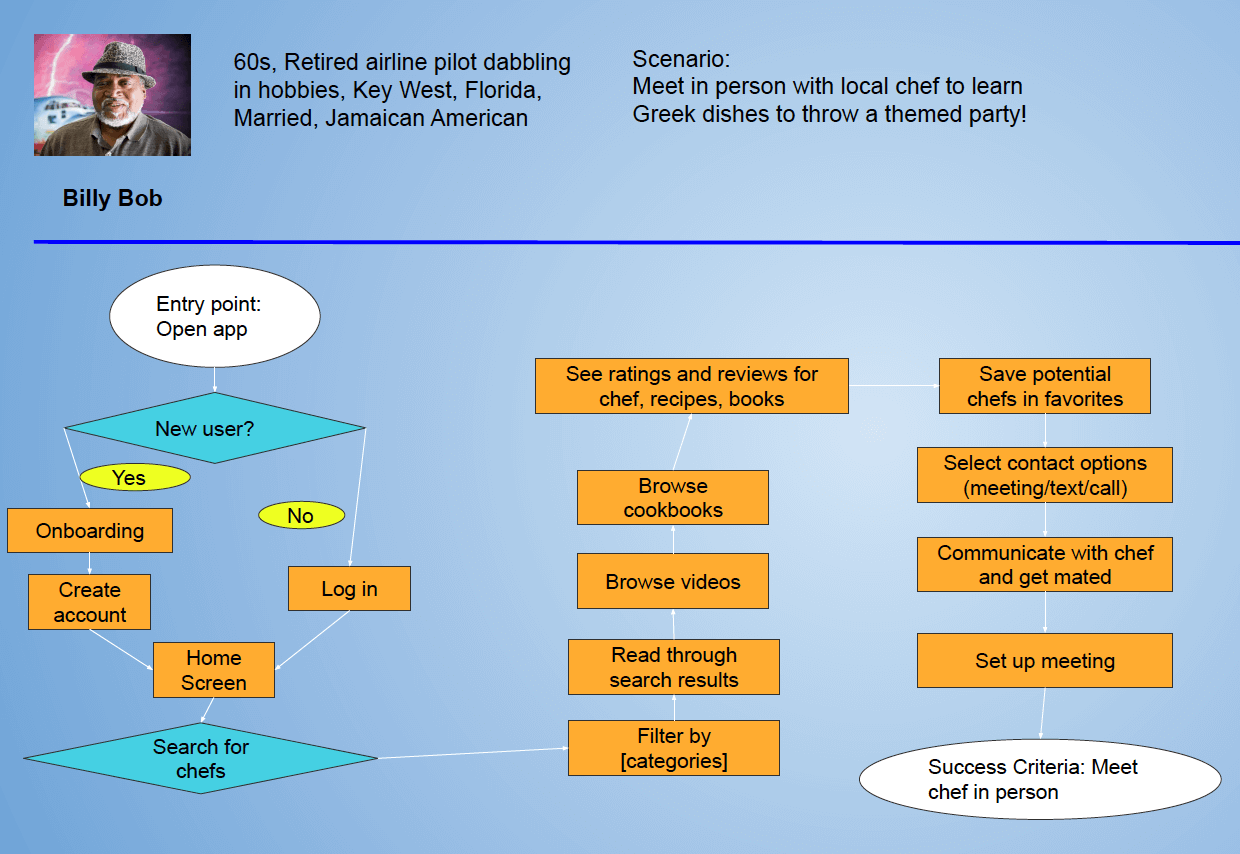 60s, Retired airline pilot dabbling
in hobbies, Key West, Florida,
Married, Jamaican American
Scenario:
Meet in person with local chef to learn
Greek dishes to throw a themed party!
Billy Bob
Entry point:
Open app
New user?
Yes
No
Onboarding
Create
account
Log in
Home
Screen
Search for
chefs
Filter by
[categories]
Read through
search results
Browse videos
Browse
cookbooks
See ratings and reviews for
chef, recipes, books
Save potential
chefs in favorites
Select contact options
(meeting/text/call)
Communicate with chef
and get mated
Set up meeting
Success Criteria: Meet
chef in person